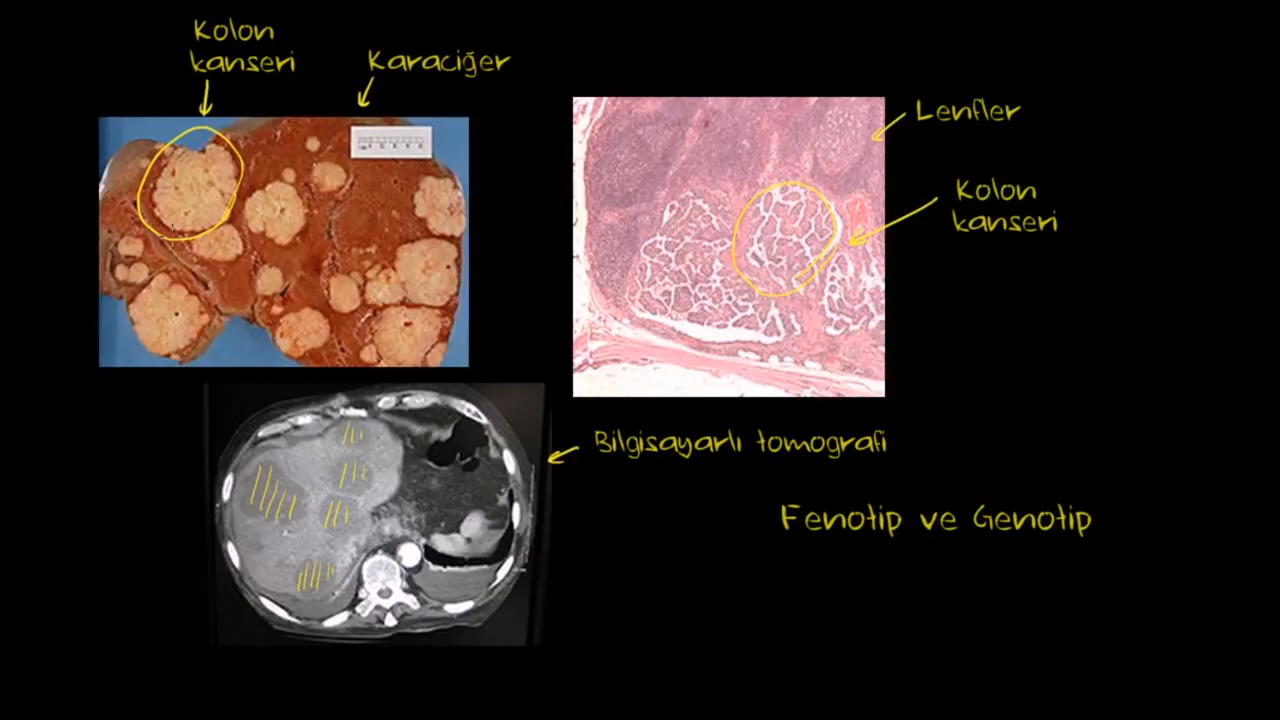 Kolon
kanseri
Karaciğer
Lenfler
Kolon
kanseri
Bilgisayarlı tomografi
Fenotip ve Genotip